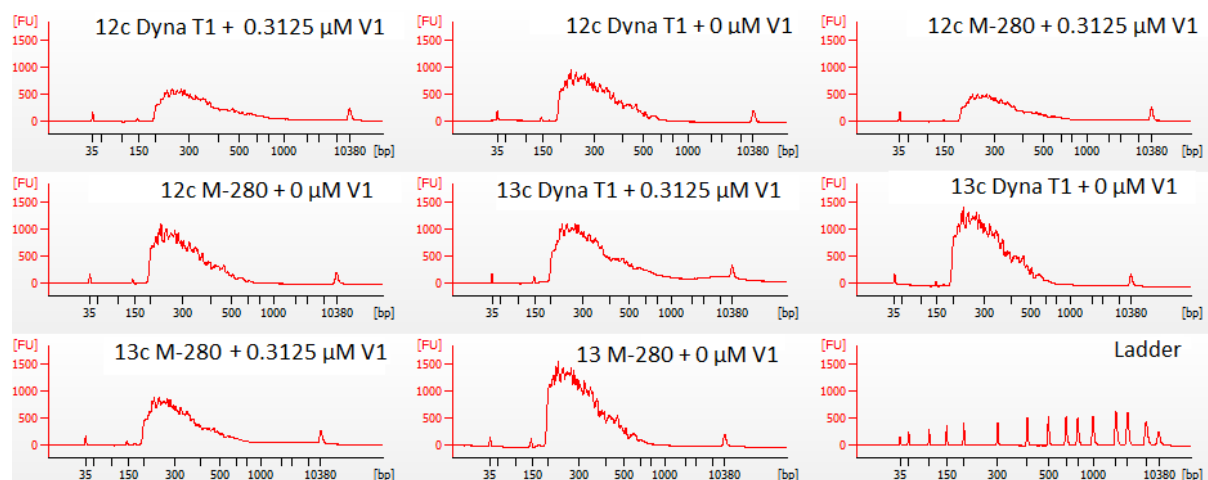 [FU] 12c Dyna T1 + 0.3125 µM V1
1500
1000
500
0
35 150 300 500 1000 10380 [bp]
[FU] 12c Dyna T1 + 0 µM V1
1500
1000
500
0
35 150 300 500 1000 10380 [bp]
[FU] 12c M-280 + 0.3125 µM V1
1500
1000
500
0
35 150 300 500 1000 10380 [bp]
[FU] 12c M-280 + 0 µM V1
1500
1000
500
0
35 150 300 500 1000 10380 [bp]
[FU] 13c Dyna T1 + 0.3125 µM V1
1500
1000
500
0
35 150 300 500 1000 10380 [bp]
[FU] 13c Dyna T1 + 0 µM V1
1500
1000
500
0
35 150 300 500 1000 10380 [bp]
[FU] 13c M-280 + 0.3125 µM V1
1500
1000
500
0
35 150 300 500 1000 10380 [bp]
[FU] 13 M-280 + 0 µM V1
1500
1000
500
0
35 150 300 500 1000 10380 [bp]
[FU] Ladder
1500
1000
500
0
35 150 300 500 1000 10380 [bp]